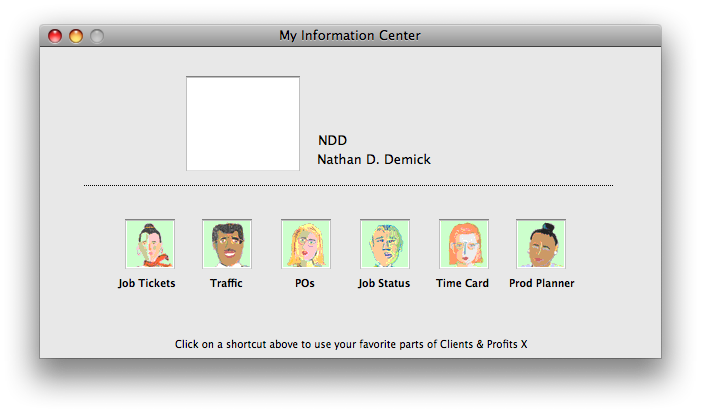 My Information Center
NDD
Nathan D. Demick
Job Tickets
Traffic
POs
Job Status
Time Card
Prod Planner
Click on a shortcut above to use your favorite parts of Clients & Profits X